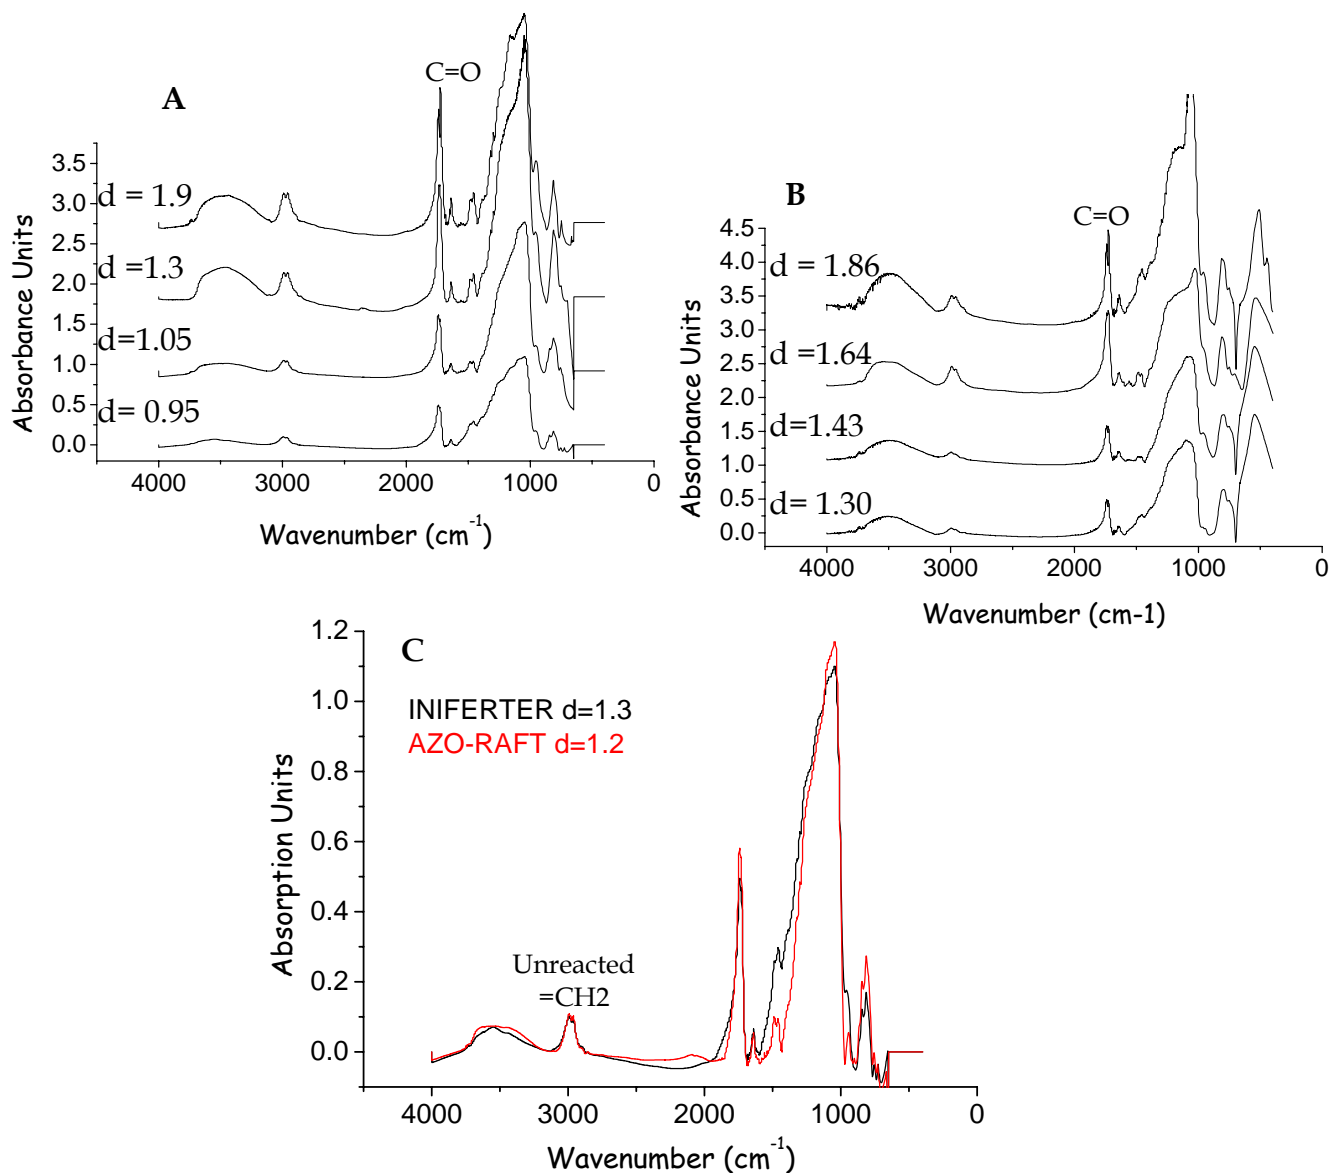 A
C=O
3.5
3.0
2.5
2.0
1.5
1.0
0.5
0.0
d = 1.9
d =1.3
d=1.05
d= 0.95
Absorbance Units
4000 3000 2000 1000 0
Wavenumber (cm-1)
B
C=O
4.5
4.0
3.5
3.0
2.5
2.0
1.5
1.0
0.5
0.0
d = 1.86
d =1.64
d =1.43
d = 1.30
Absorbance Units
4000 3000 2000 1000 0
Wavenumber (cm-1)
C
1.2
1.0
0.8
0.6
0.4
0.2
0.0
INIFERTER d=1.3
AZO-RAFT d=1.2
Unreacted
=CH2
Absorption Units
4000 3000 2000 1000 0
Wavenumber (cm-1)